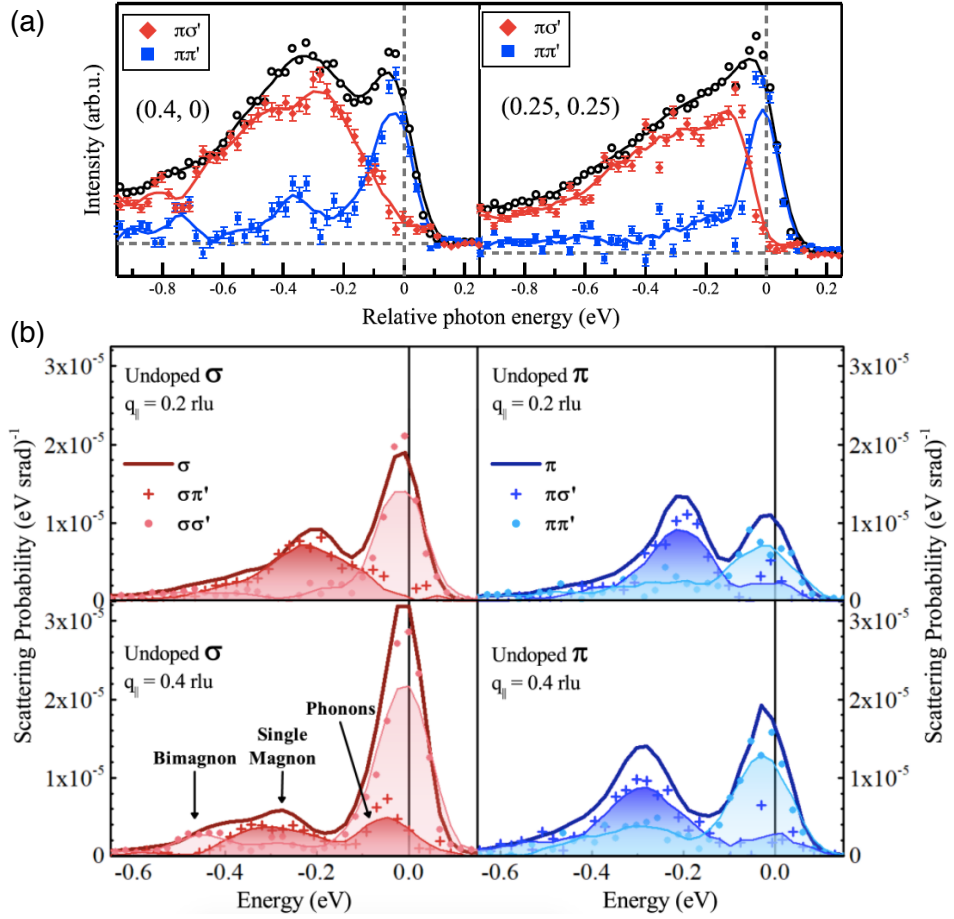 (a)
πσ'
ππ'
(0.4, 0)
πσ'
ππ'
(0.25, 0.25)
Intensity (arb.u.)
-0.8 -0.6 -0.4 -0.2 0 -0.8 -0.6 -0.4 -0.2 0 0.2
Relative photon energy (eV)
(b)
Undoped σ
q|| = 0.2 rlu
σ
σπ'
σσ'
Undoped π
q|| = 0.2 rlu
π
πσ'
ππ'
3x10-5
2x10-5
1x10-5
0
3x10-5
2x10-5
1x10-5
0
Undoped σ
q|| = 0.4 rlu
Bimagnon
Single
Magnon
Phonons
Undoped π
q|| = 0.4 rlu
3x10-5
2x10-5
1x10-5
0
3x10-5
2x10-5
1x10-5
0
Scattering Probability (eV srad)-1
Scattering Probability (eV srad)-1
-0.6 -0.4 -0.2 0.0 -0.6 -0.4 -0.2 0.0
Energy (eV)
Energy (eV)